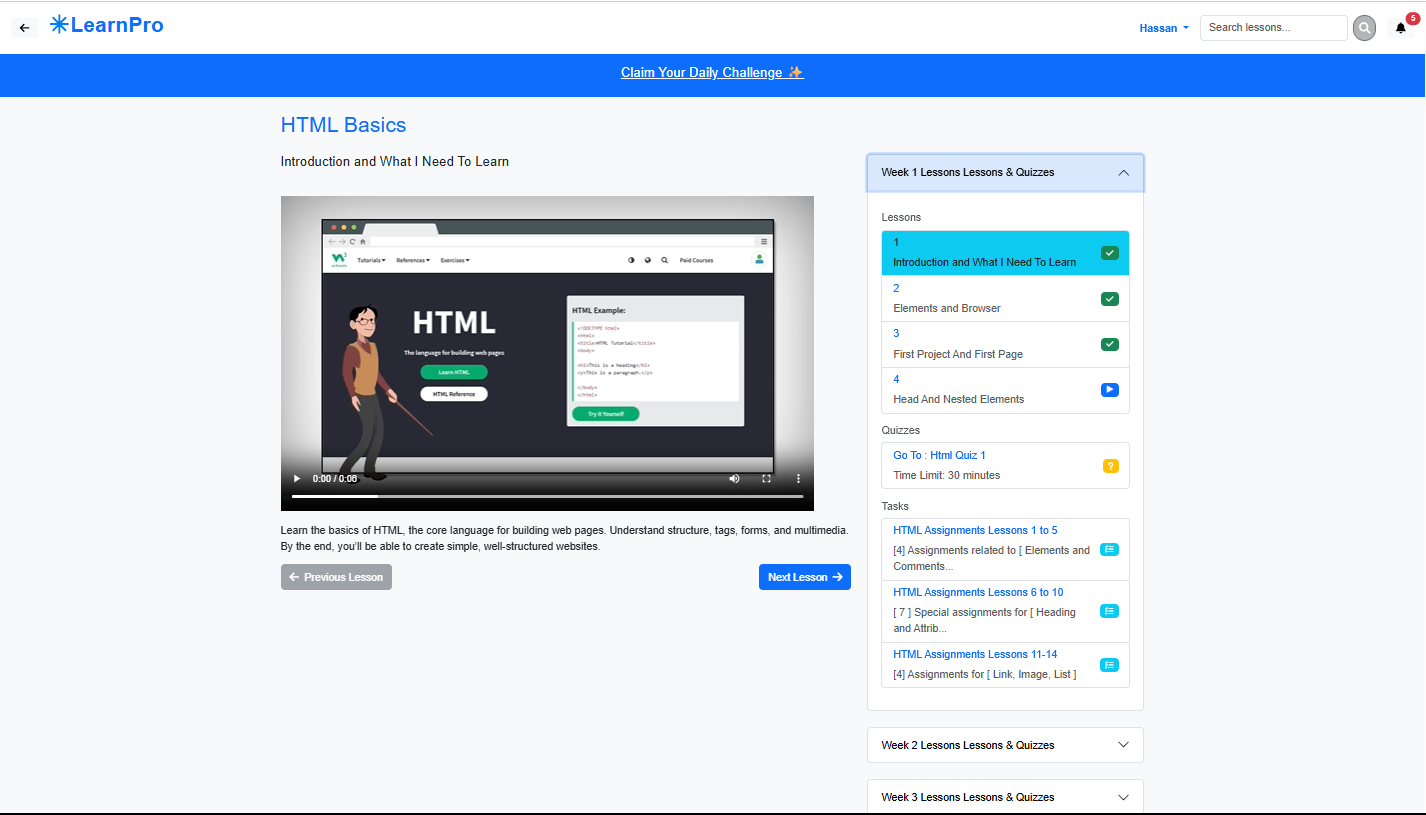 LearnPro
Hassan
Search lessons...
5
Claim Your Daily Challenge ✨
HTML Basics
Introduction and What I Need To Learn
Tutorials
References
Exercises
Paid Courses
schools
HTML
The language for building web pages
Learn HTML
HTML Reference
HTML Example:
<!DOCTYPE html>
<html>
<title>HTML Tutorial</title>
<body>
<h1>This is a heading</h1>
<p>This is a paragraph.</p>
</body>
</html>
Try it Yourself
0:00 / 0:08
Learn the basics of HTML, the core language for building web pages. Understand structure, tags, forms, and multimedia.
By the end, you'll be able to create simple, well-structured websites.
Previous Lesson
Next Lesson
Week 1 Lessons Lessons & Quizzes
Lessons
1
Introduction and What I Need To Learn
2
Elements and Browser
3
First Project And First Page
4
Head And Nested Elements
Quizzes
Go To : Html Quiz 1
Time Limit: 30 minutes
?
Tasks
HTML Assignments Lessons 1 to 5
[4] Assignments related to [ Elements and
Comments...
HTML Assignments Lessons 6 to 10
[ 7 ] Special assignments for [ Heading
and Attrib...
HTML Assignments Lessons 11-14
[4] Assignments for [ Link, Image, List ]
Week 2 Lessons Lessons & Quizzes
Week 3 Lessons Lessons & Quizzes